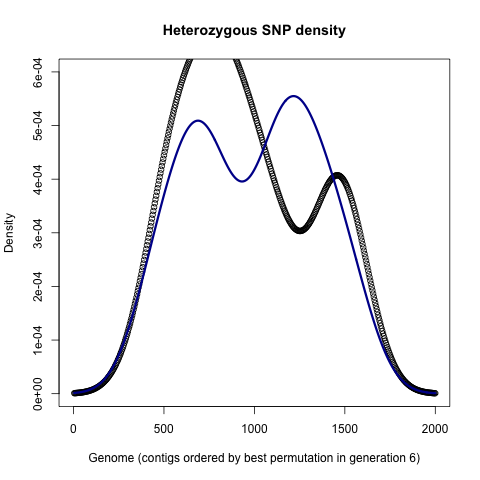 Heterozygous SNP density
6e-04
5e-04
4e-04
3e-04
2e-04
1e-04
0e+00
Density
0 500 1000 1500 2000
Genome (contigs ordered by best permutation in generation 6)